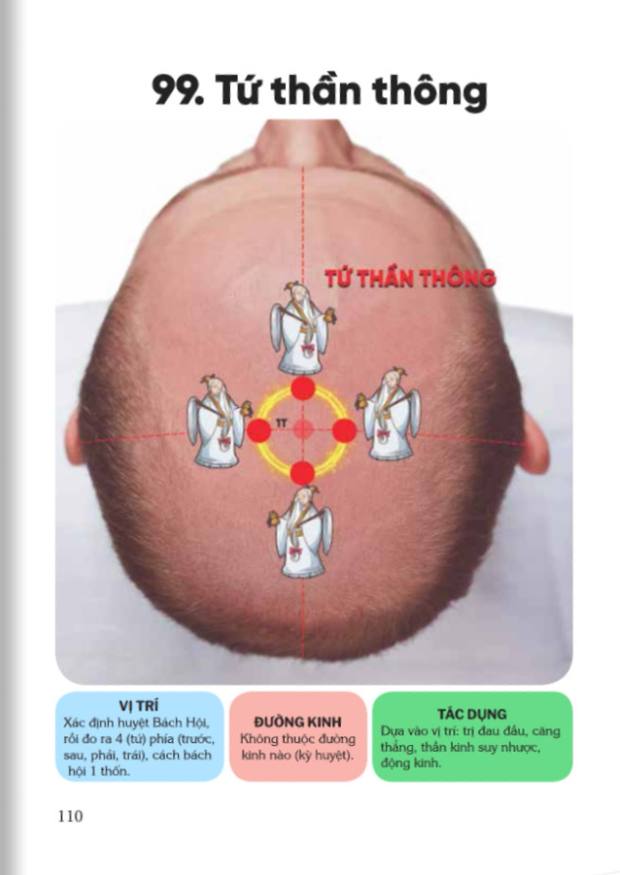 99. Tứ thần thông
TỨ THẦN THÔNG
1T
VỊ TRÍ
Xác định huyệt Bách Hội,
rồi đo ra 4 (tứ) phía (trước,
sau, phải, trái), cách bách
hội 1 thốn.
ĐƯỜNG KINH
Không thuộc đường
kinh nào (kỳ huyệt).
TÁC DỤNG
Dựa vào vị trí: trị đau đầu, căng
thẳng, thần kinh suy nhược,
động kinh.
110